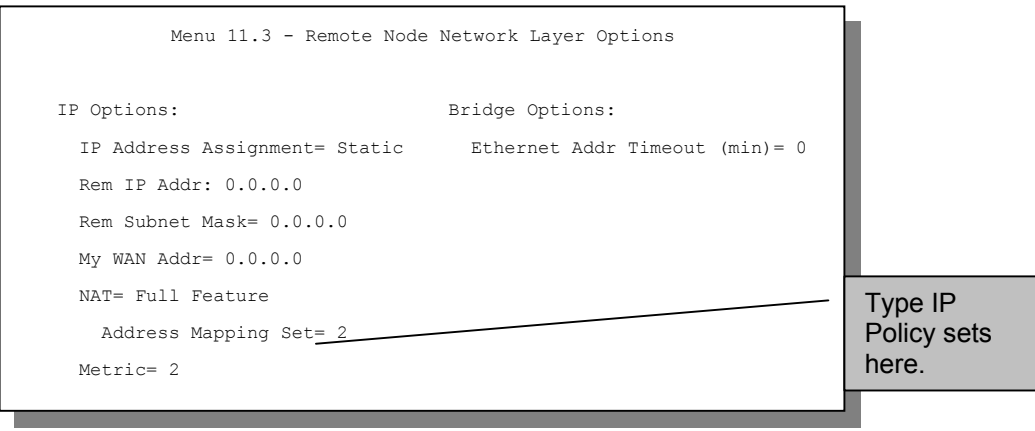 Menu 11.3 - Remote Node Network Layer Options
IP Options: Bridge Options:
IP Address Assignment= Static Ethernet Addr Timeout (min)= 0
Rem IP Addr: 0.0.0.0
Rem Subnet Mask= 0.0.0.0
My WAN Addr= 0.0.0.0
NAT= Full Feature
Address Mapping Set= 2
Metric= 2
Type IP
Policy sets
here.